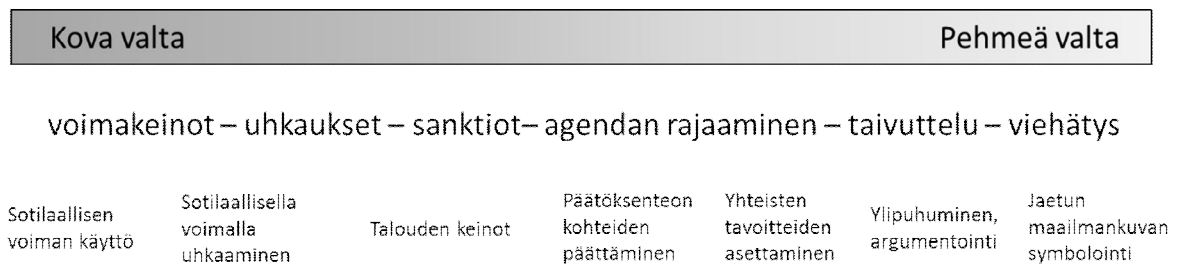 Kova valta
Pehmeä valta
voimakeinot – uhkaukset – sanktiot– agendan rajaaminen – taivuttelu – viehätys
Sotilaallisen
voiman käyttö
Sotilaallisella
voimalla
uhkaaminen
Talouden keinot
Päätöksenteon
kohteiden
päättäminen
Yhteisten
tavoitteiden
asettaminen
Ylipuhuminen,
argumentointi
Jaetun
maailmankuvan
symbolointi